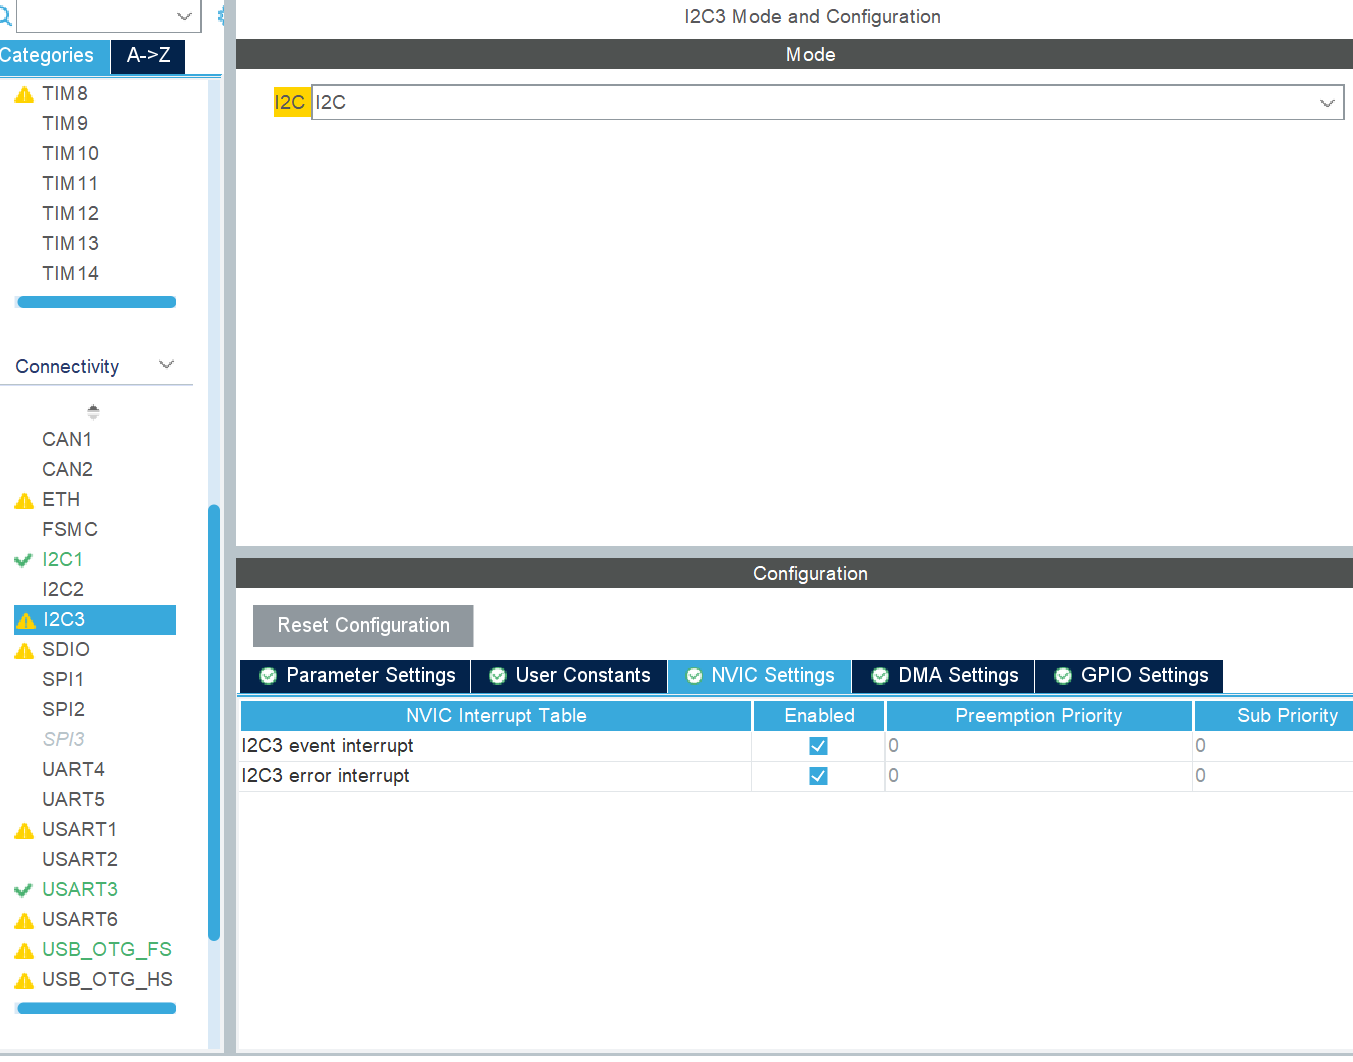 Categories
A->Z
TIM8
TIM9
TIM10
TIM11
TIM12
TIM13
TIM14
Connectivity
CAN1
CAN2
ETH
FSMC
I2C1
I2C2
I2C3
SDIO
SPI1
SPI2
SPI3
UART4
UART5
USART1
USART2
USART3
USART6
USB_OTG_FS
USB_OTG_HS
I2C3 Mode and Configuration
Mode
I2C I2C
Configuration
Reset Configuration
Parameter Settings User Constants NVIC Settings DMA Settings GPIO Settings
NVIC Interrupt Table Enabled Preemption Priority Sub Priority
I2C3 event interrupt 0 0
I2C3 error interrupt 0 0